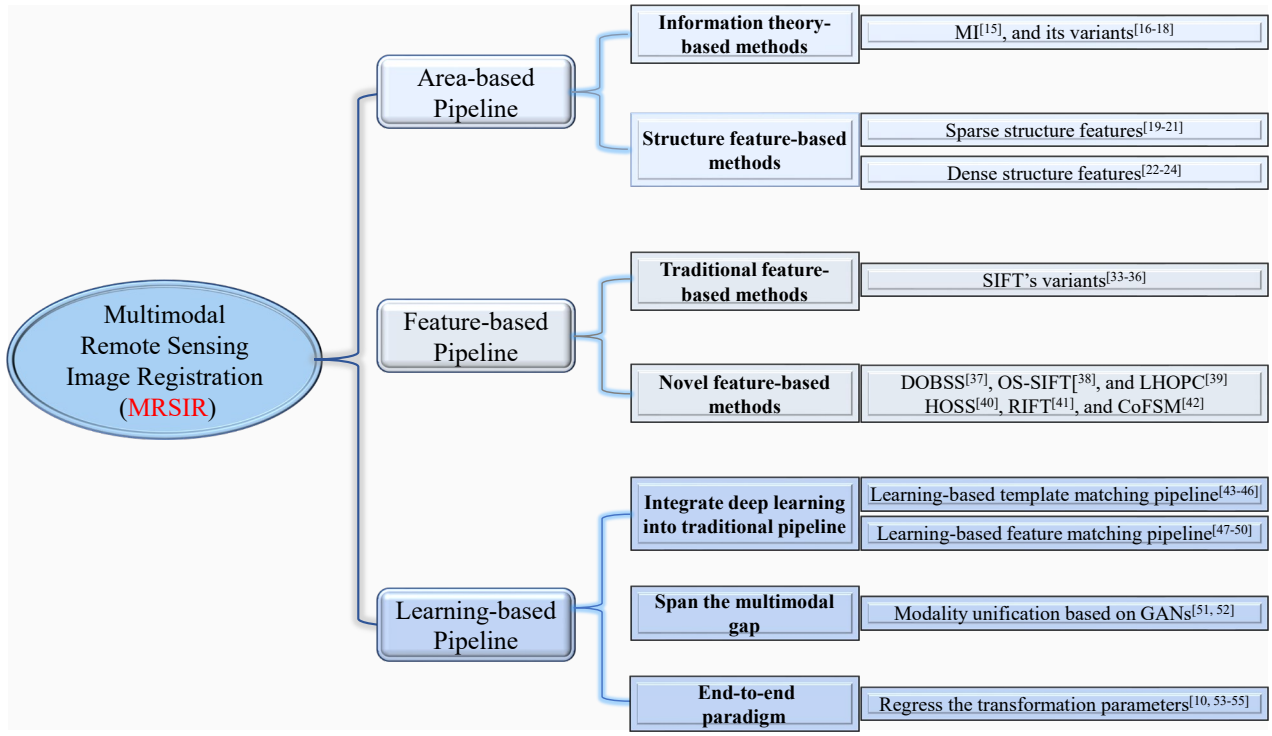 Multimodal
Remote Sensing
Image Registration
(MRSIR)
Area-based
Pipeline
Information theory-
based methods
MI[15], and its variants[16-18]
Structure feature-based
methods
Sparse structure features[19-21]
Dense structure features[22-24]
Feature-based
Pipeline
Traditional feature-
based methods
SIFT’s variants[33-36]
Novel feature-based
methods
DOBSS[37], OS-SIFT[38], and LHOPC[39]
HOSS[40], RIFT[41], and CoFSM[42]
Learning-based
Pipeline
Integrate deep learning
into traditional pipeline
Learning-based template matching pipeline[43-46]
Learning-based feature matching pipeline[47-50]
Span the multimodal
gap
Modality unification based on GANs[51, 52]
End-to-end
paradigm
Regress the transformation parameters[10, 53-55]